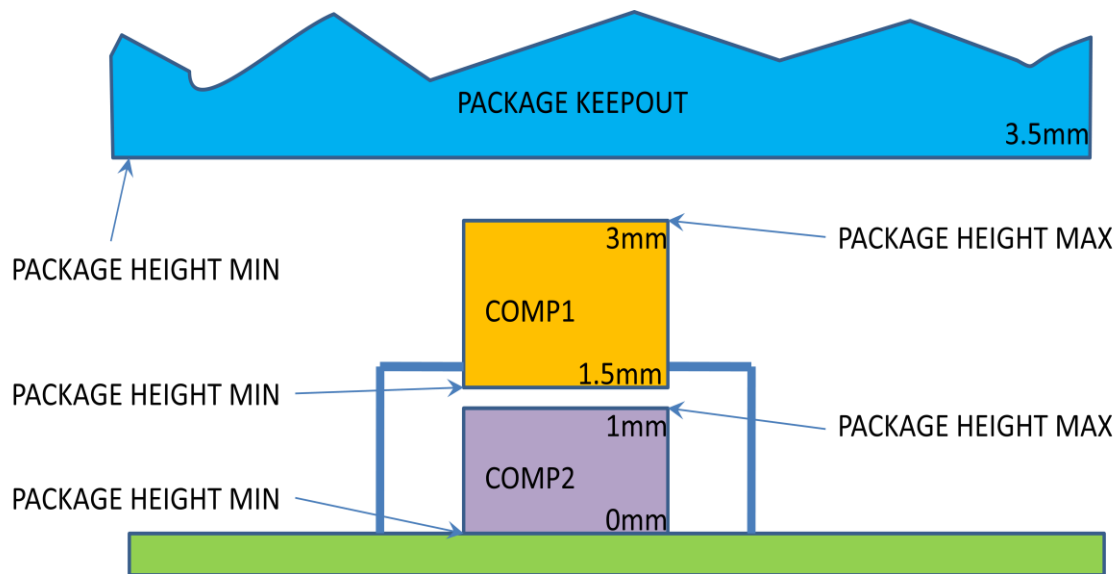 PACKAGE KEEPOUT
3.5mm
3mm
PACKAGE HEIGHT MAX
PACKAGE HEIGHT MIN
COMP1
1.5mm
PACKAGE HEIGHT MIN
1mm
PACKAGE HEIGHT MAX
COMP2
PACKAGE HEIGHT MIN
0mm